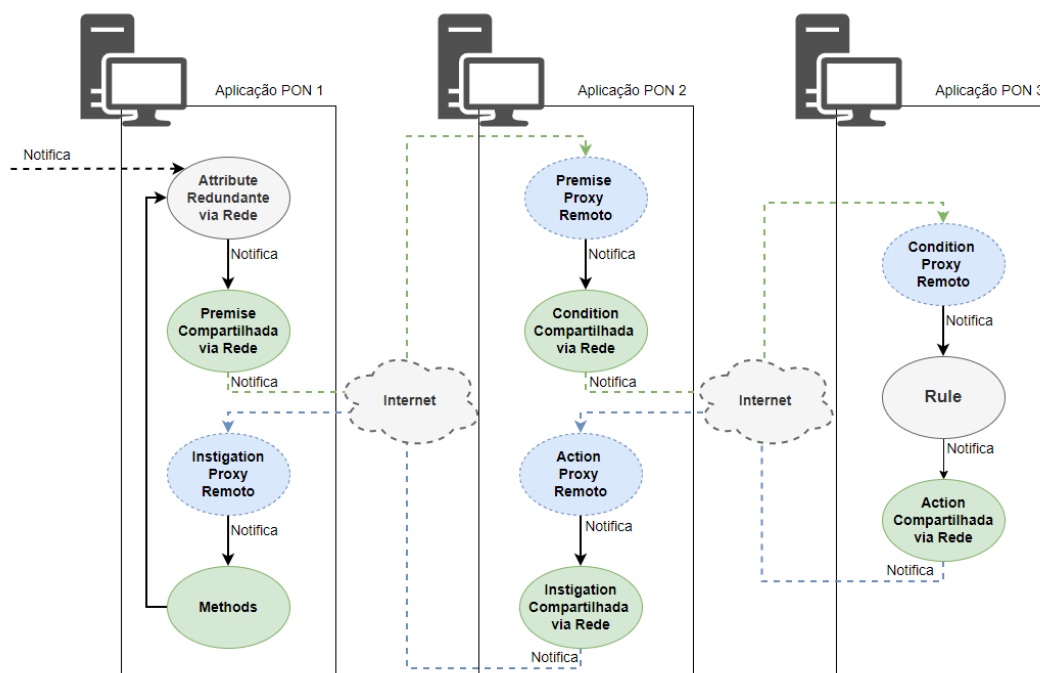 Aplicação PON 1
Aplicação PON 2
Aplicação PON 3
Notifica
Attribute
Redundante
via Rede
Notifica
Premise
Compartilhada
via Rede
Notifica
Instigation
Proxy
Remoto
Notifica
Methods
Internet
Premise
Proxy
Remoto
Notifica
Condition
Compartilhada
via Rede
Notifica
Action
Proxy
Remoto
Notifica
Instigation
Compartilhada
via Rede
Notifica
Internet
Condition
Proxy
Remoto
Notifica
Rule
Notifica
Action
Compartilhada
via Rede
Notifica